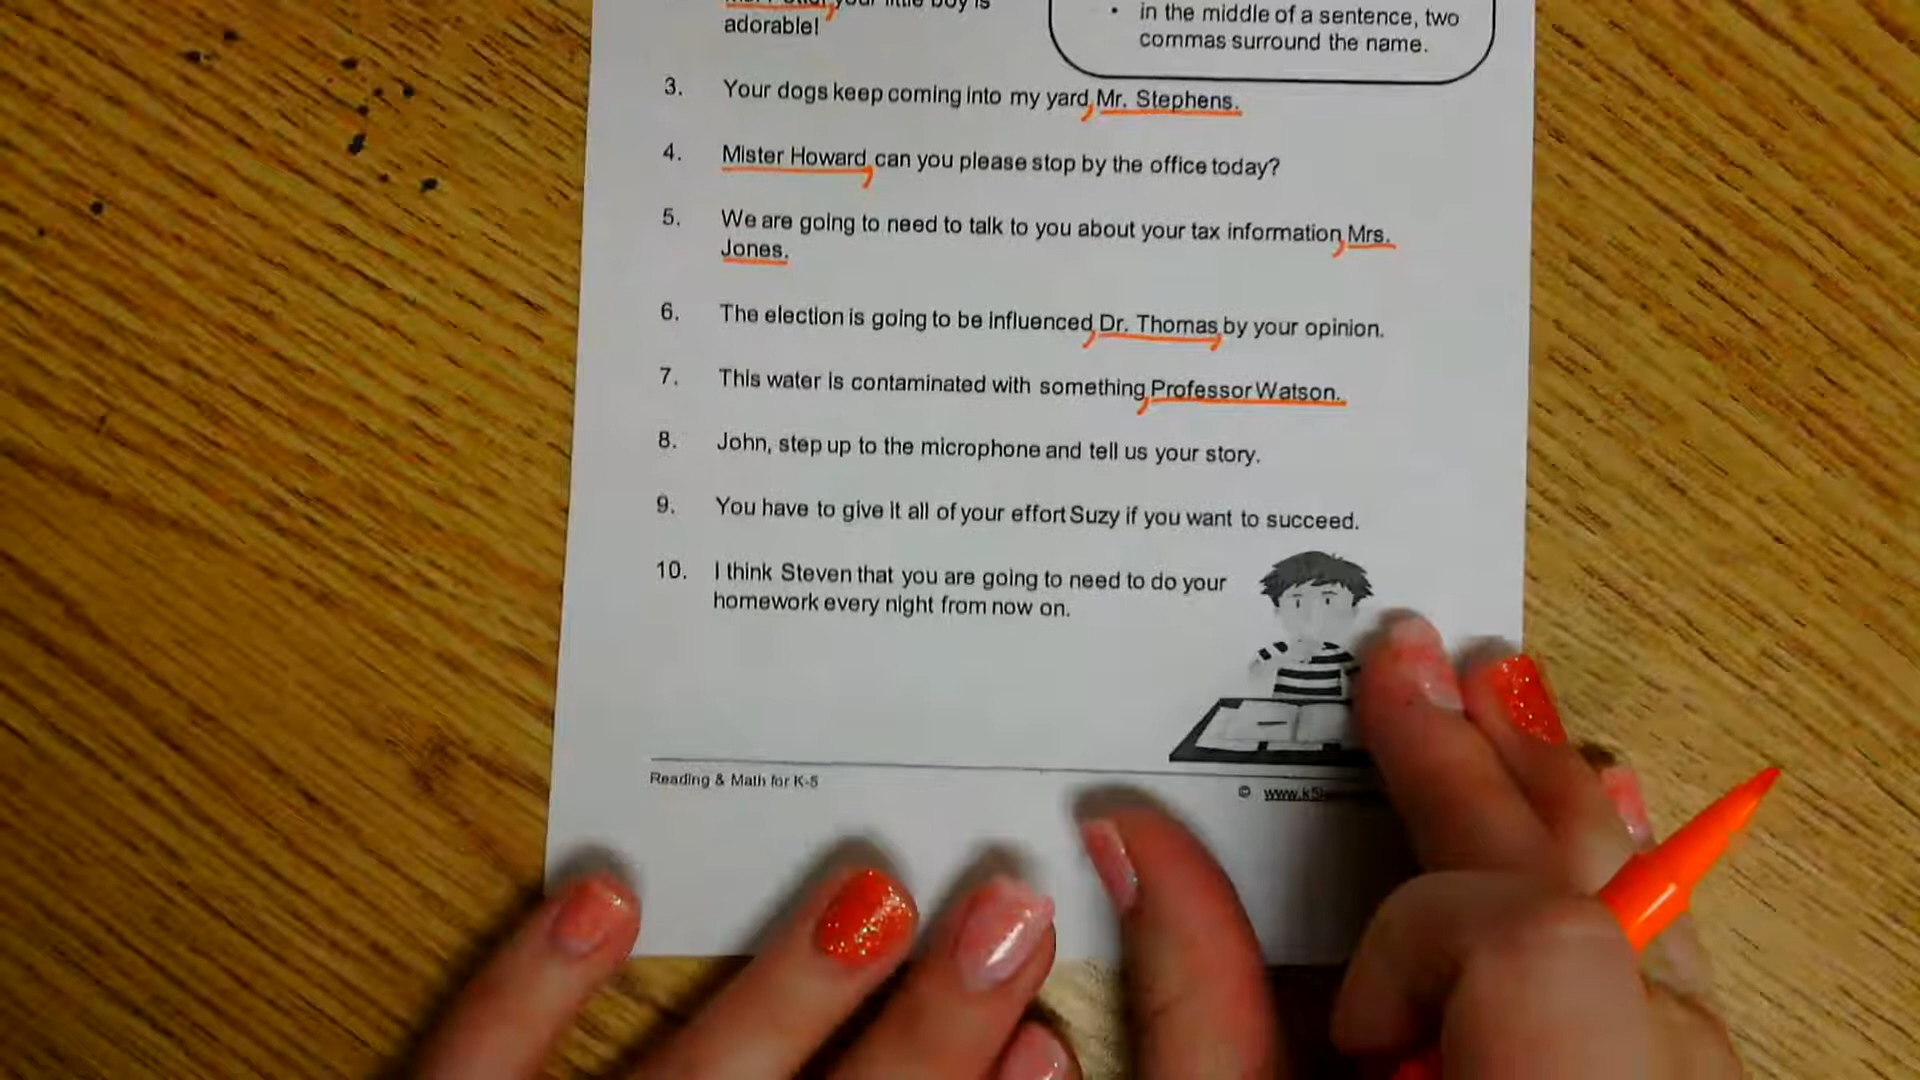 your little boy is
adorable!
• in the middle of a sentence, two
commas surround the name.
3. Your dogs keep coming into my yard, Mr. Stephens.
4. Mister Howard, can you please stop by the office today?
5. We are going to need to talk to you about your tax information, Mrs.
Jones.
6. The election is going to be influenced, Dr. Thomas, by your opinion.
7. This water is contaminated with something, Professor Watson.
8. John, step up to the microphone and tell us your story.
9. You have to give it all of your effort Suzy if you want to succeed.
10. I think Steven that you are going to need to do your
homework every night from now on.
Reading & Math for K-5
© www.k5